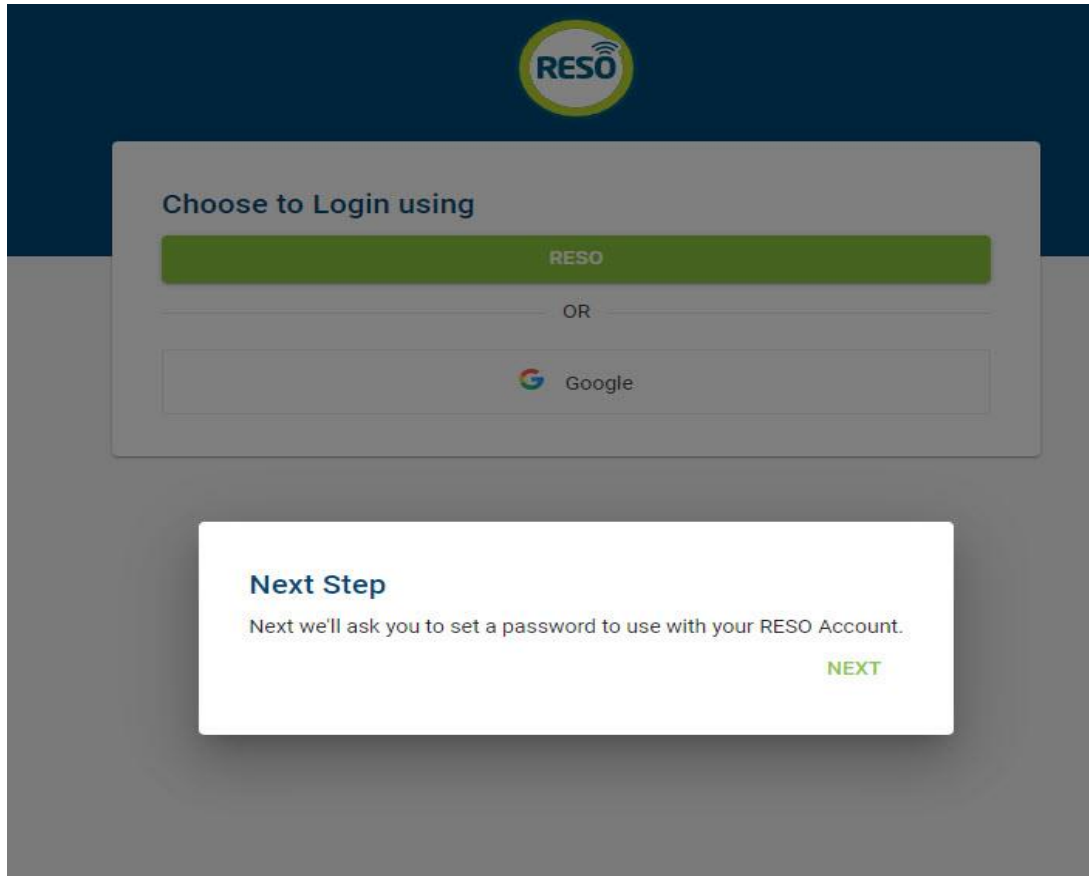 RESO
Choose to Login using
RESO
OR
Google
Next Step
Next we'll ask you to set a password to use with your RESO Account.
NEXT